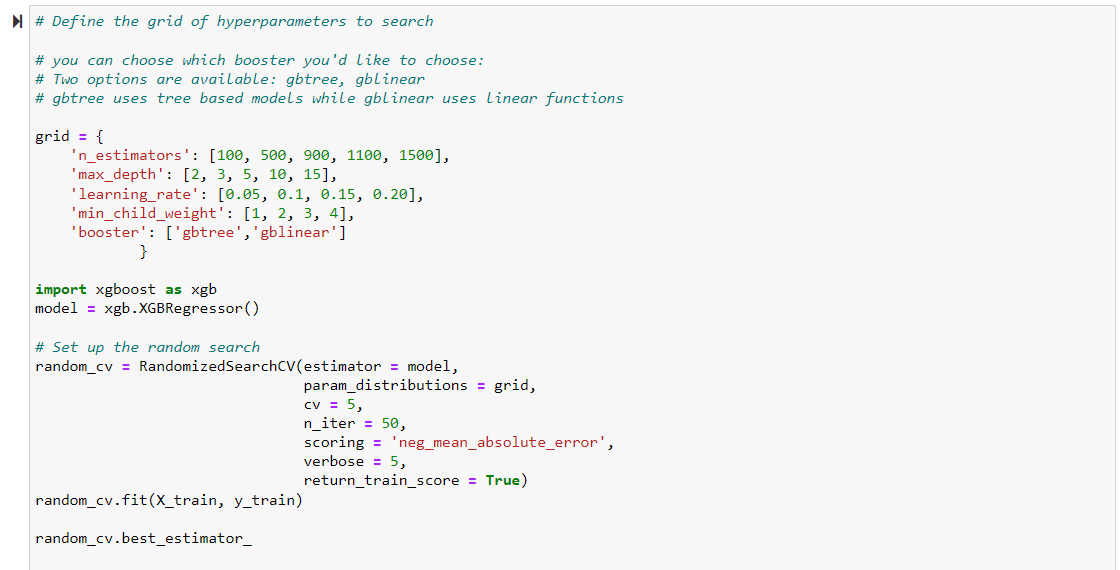 # Define the grid of hyperparameters to search
# you can choose which booster you'd like to choose:
# Two options are available: gbtree, gblinear
# gbtree uses tree based models while gblinear uses linear functions
grid = {
    'n_estimators': [100, 500, 900, 1100, 1500],
    'max_depth': [2, 3, 5, 10, 15],
    'learning_rate': [0.05, 0.1, 0.15, 0.20],
    'min_child_weight': [1, 2, 3, 4],
    'booster': ['gbtree','gblinear']
            }
import xgboost as xgb
model = xgb.XGBRegressor()
# Set up the random search
random_cv = RandomizedSearchCV(estimator = model,
                               param_distributions = grid,
                               cv = 5,
                               n_iter = 50,
                               scoring = 'neg_mean_absolute_error',
                               verbose = 5,
                               return_train_score = True)
random_cv.fit(X_train, y_train)
random_cv.best_estimator_